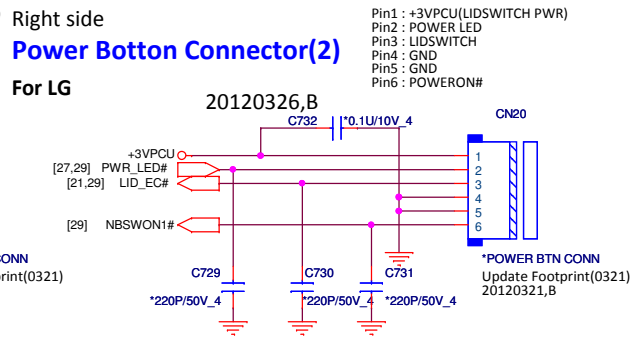 Right side
Power Botton Connector(2)
For LG
Pin1 : +3VPCU(LIDSWITCH PWR)
Pin2 : POWER LED
Pin3 : LIDSWITCH
Pin4 : GND
Pin5 : GND
Pin6 : POWERON#
20120326,B
C732 *0.1U/10V_4
CN20
+3VPCU
[27,29] PWR_LED#
[21,29] LID_EC#
[29] NBSWON1#
1
2
3
4
5
6
CONN
print(0321)
C729
*220P/50V_4
C730
*220P/50V_4
C731
*220P/50V_4
*POWER BTN CONN
Update Footprint(0321)
20120321,B